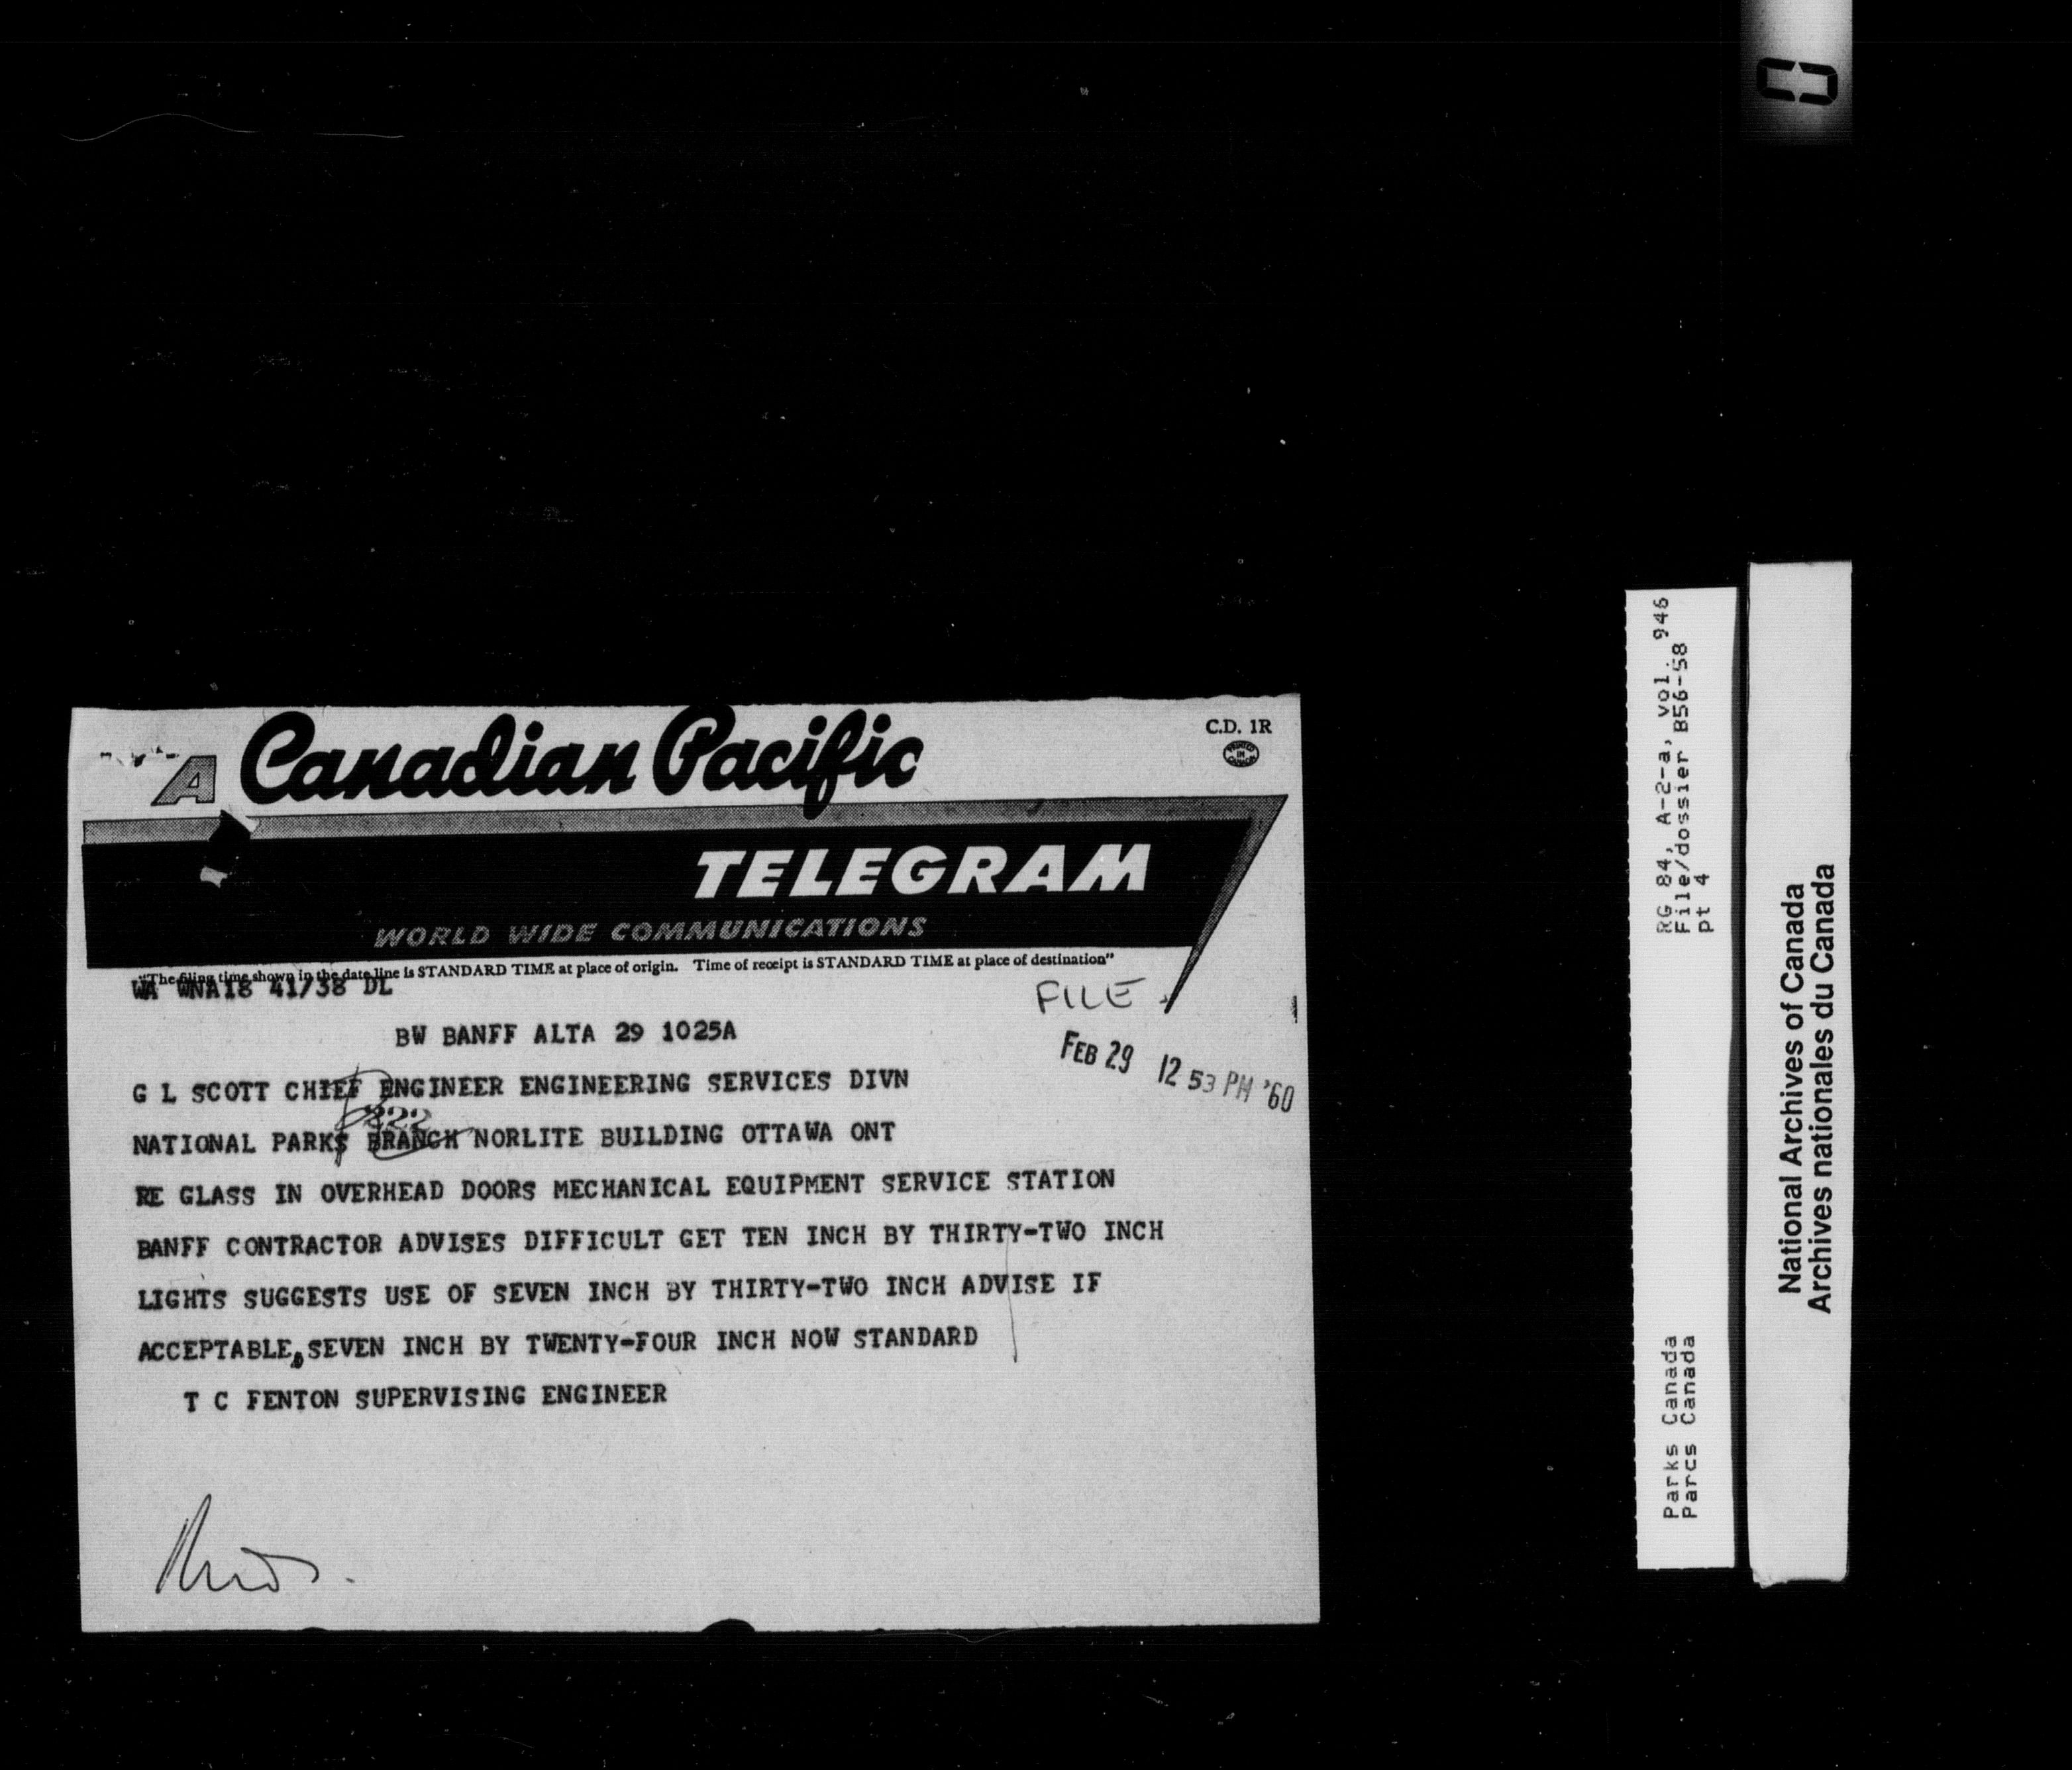 A Canadian Pacific
C.D. 1R
PRINTED IN CANADA
TELEGRAM
WORLD WIDE COMMUNICATIONS
"The filing time shown in the date line is STANDARD TIME at place of origin. Time of receipt is STANDARD TIME at place of destination"
WA WNA18 41/38 DL
FILE
BW BANFF ALTA 29 1025A
FEB 29 12 53 PM '60
G L SCOTT CHIEF ENGINEER ENGINEERING SERVICES DIVN
222
NATIONAL PARKS BRANCH NORLITE BUILDING OTTAWA ONT
RE GLASS IN OVERHEAD DOORS MECHANICAL EQUIPMENT SERVICE STATION
BANFF CONTRACTOR ADVISES DIFFICULT GET TEN INCH BY THIRTY-TWO INCH
LIGHTS SUGGESTS USE OF SEVEN INCH BY THIRTY-TWO INCH ADVISE IF
ACCEPTABLE, SEVEN INCH BY TWENTY-FOUR INCH NOW STANDARD
T C FENTON SUPERVISING ENGINEER
RG 84, A-2-a, vol. 946
File/dossier B56-58
pt 4
Parks Canada
Parcs Canada
National Archives of Canada
Archives nationales du Canada